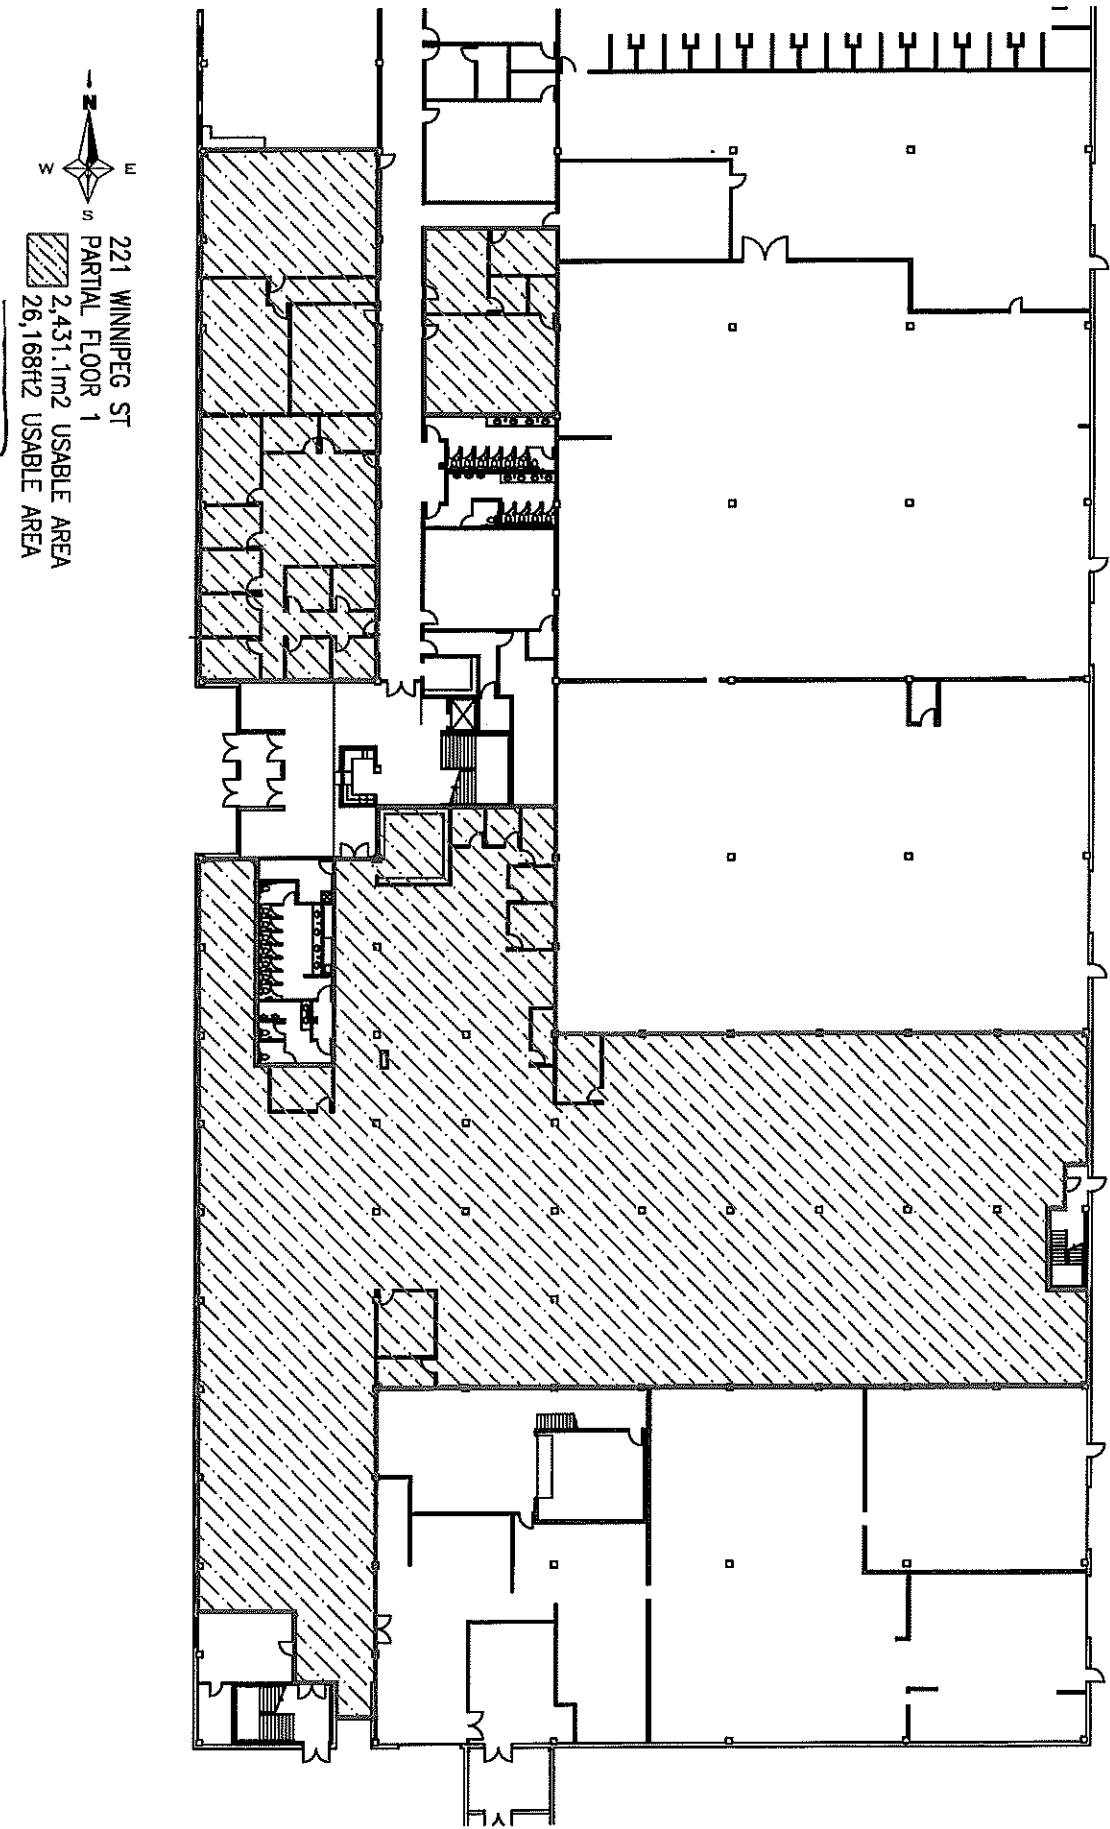 N
W E
S
221 WINNIPEG ST
PARTIAL FLOOR 1
2,431.1m2 USABLE AREA
26,168ft2 USABLE AREA